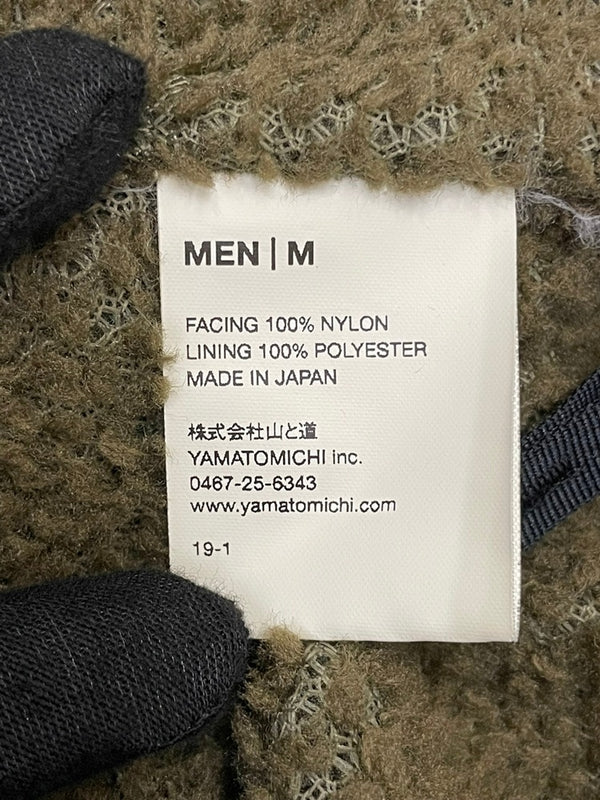 MEN | M
FACING 100% NYLON
LINING 100% POLYESTER
MADE IN JAPAN
株式会社山と道
YAMATOMICHI inc.
0467-25-6343
www.yamatomichi.com
19-1